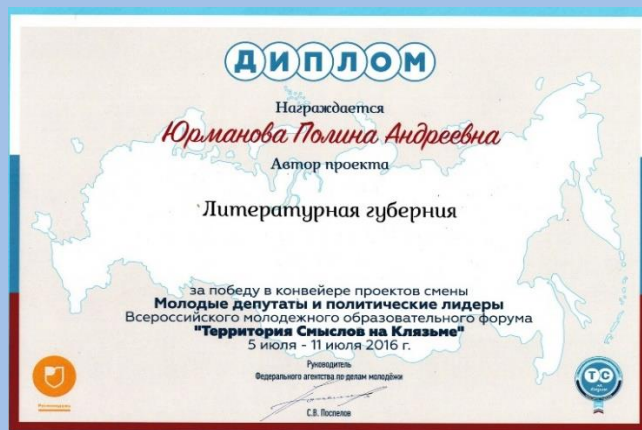 ДИПЛОМ
Награждается
Юрманова Полина Андреевна
Автор проекта
Литературная губерния
за победу в конвейере проектов смены
Молодые депутаты и политические лидеры
Всероссийского молодежного образовательного форума
"Территория Смыслов на Клязьме"
5 июля - 11 июля 2016 г.
Руководитель
Федерального агентства по делам молодёжи
С.В. Поспелов
ТС